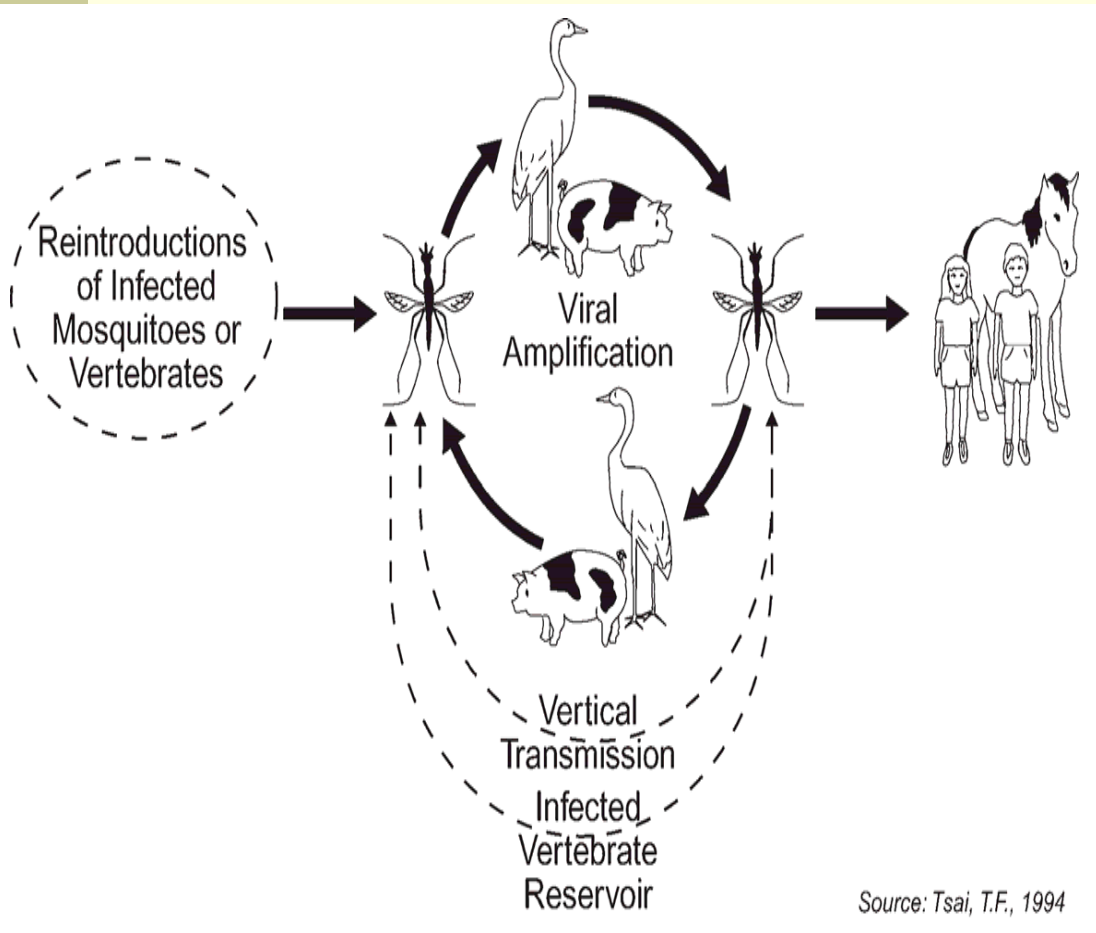 Reintroductions
of Infected
Mosquitoes or
Vertebrates
Viral
Amplification
Vertical
Transmission
Infected
Vertebrate
Reservoir
Source: Tsai, T.F., 1994